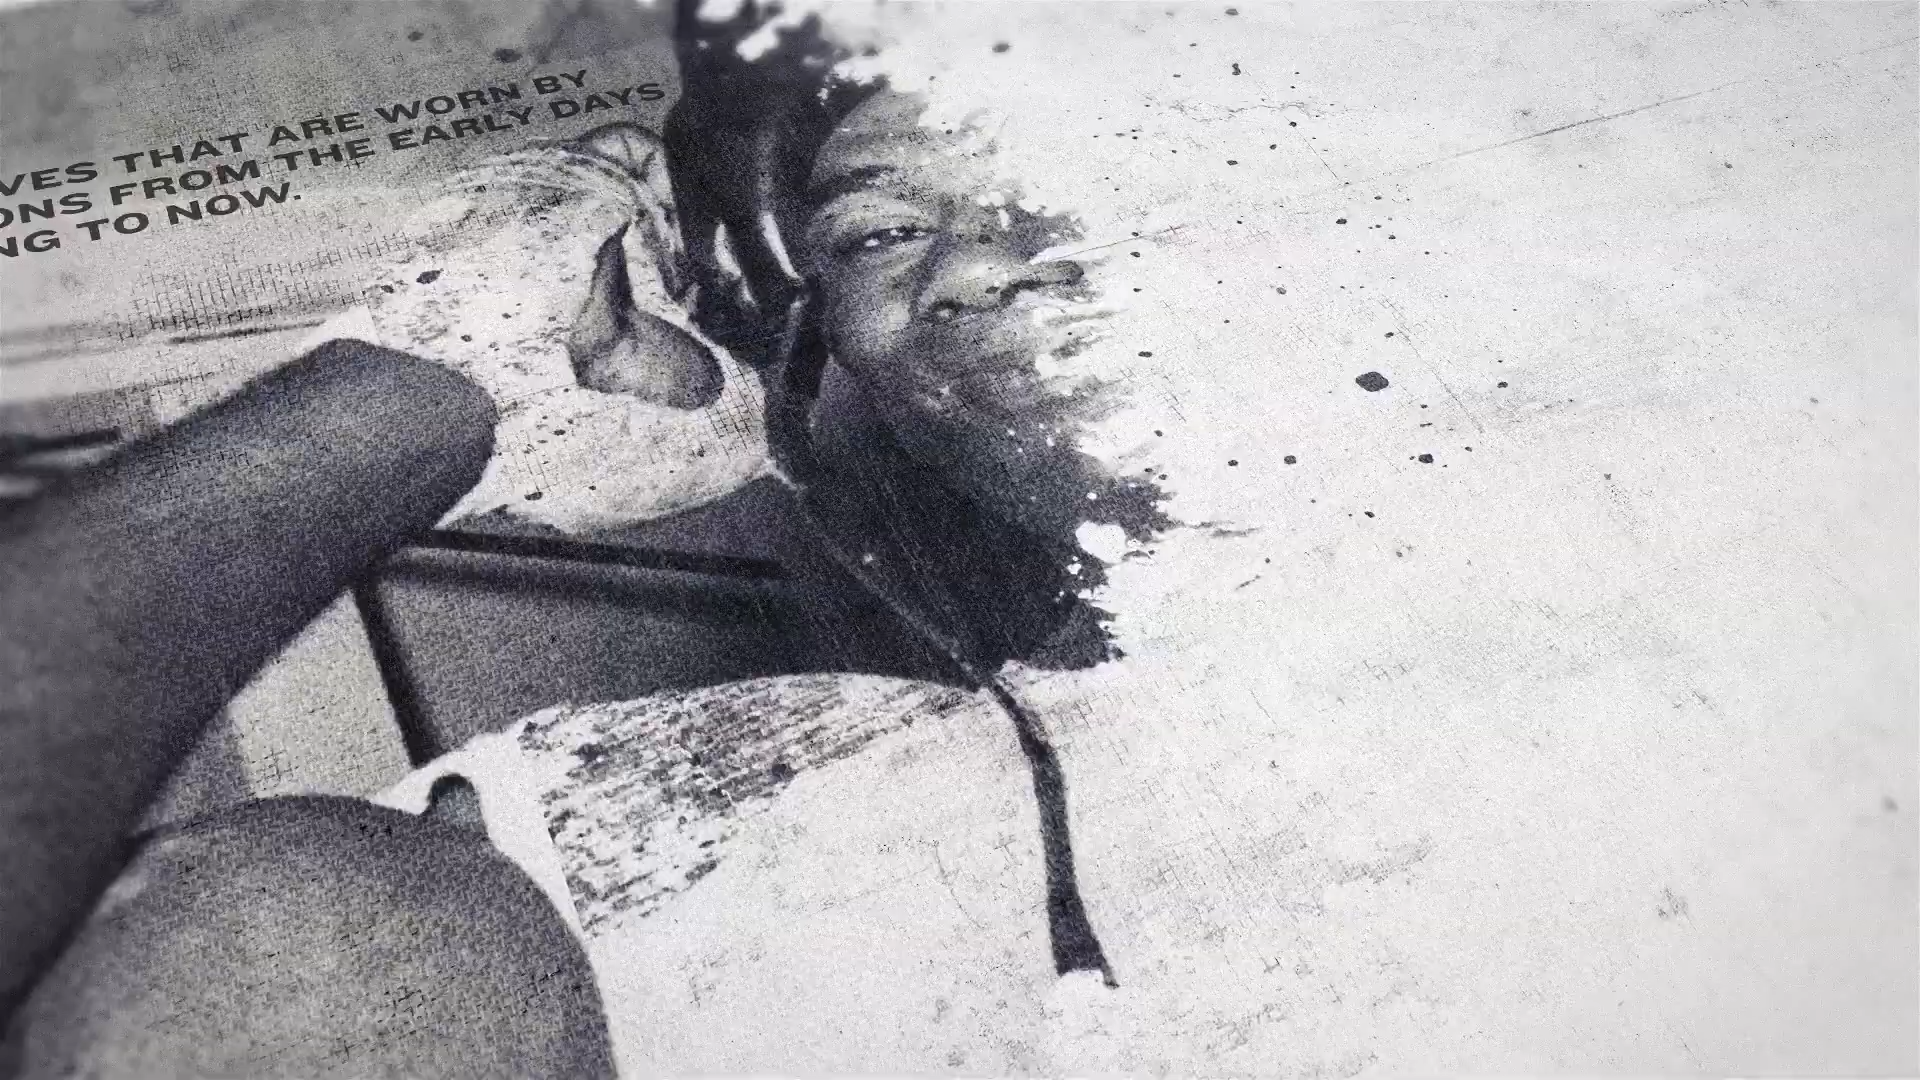 VES THAT ARE WORN BY
ONS FROM THE EARLY DAYS
NG TO NOW.